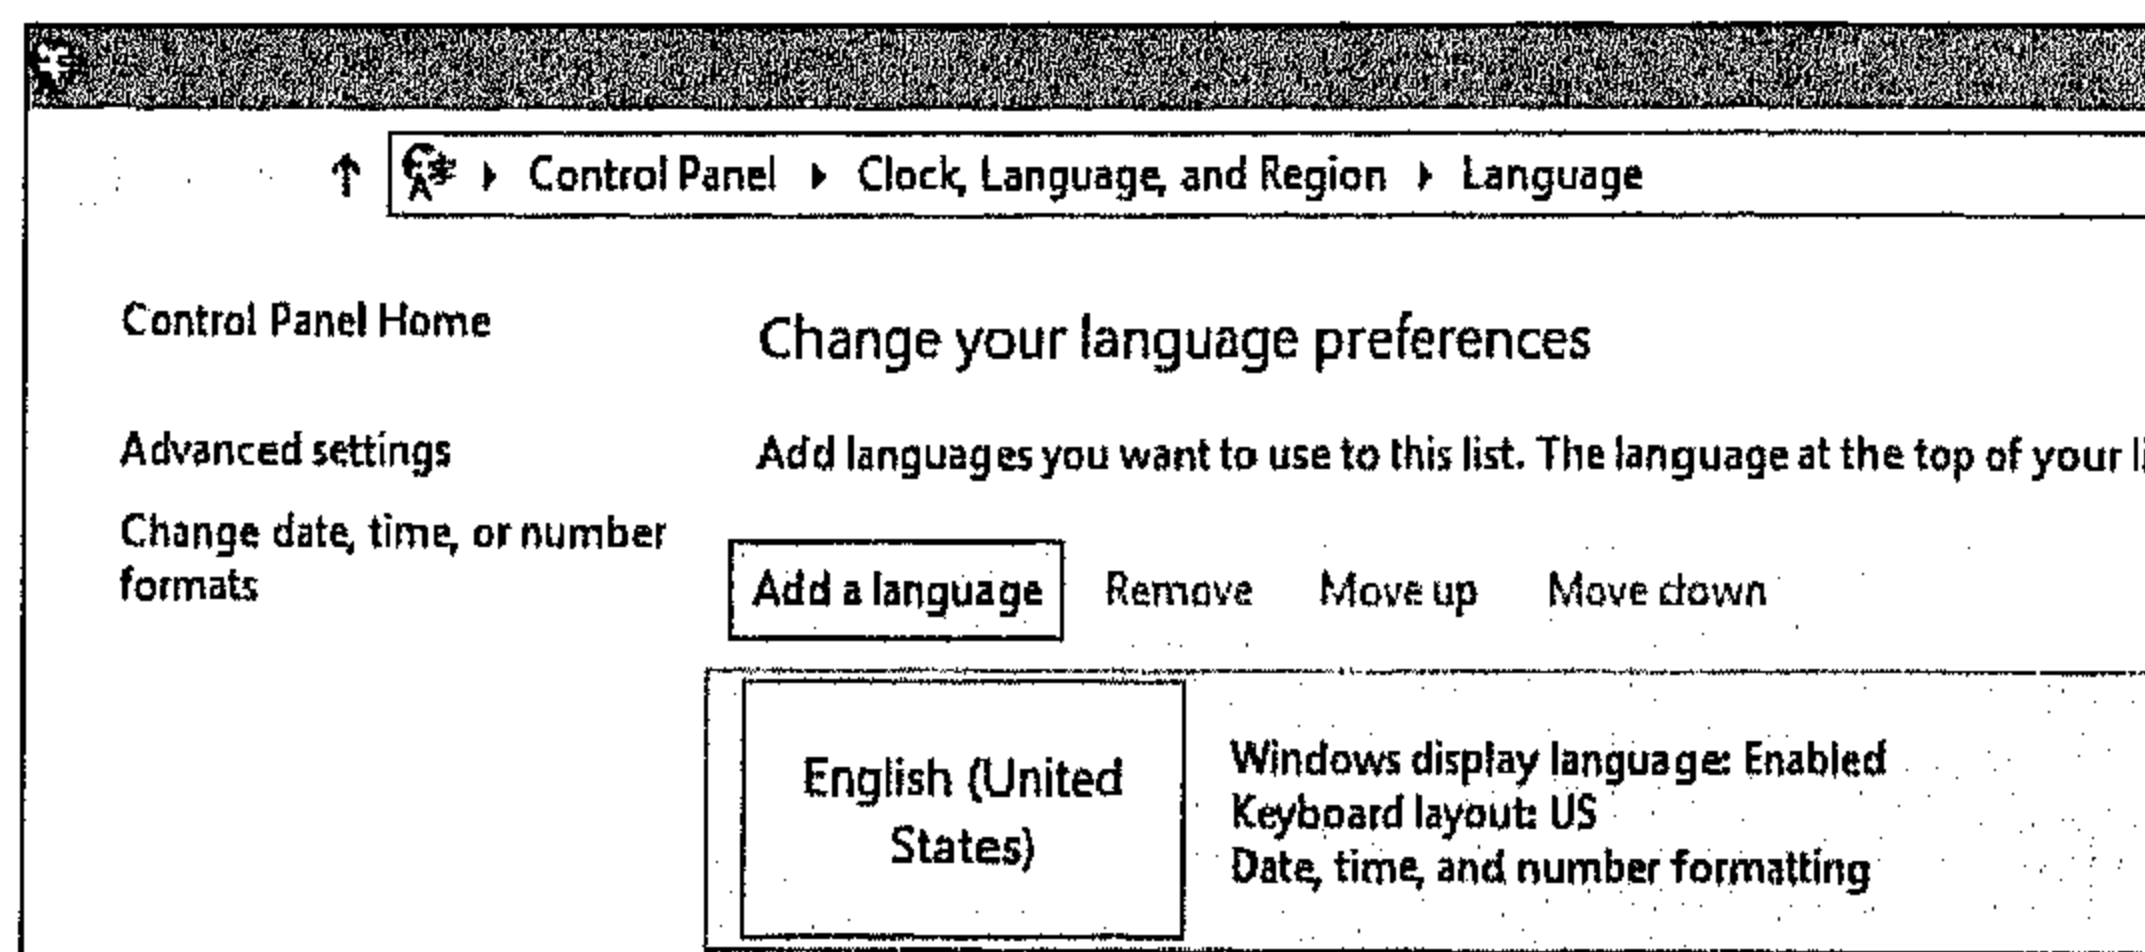 Control Panel Clock, Language, and Region Language
Control Panel Home
Change your language preferences
Advanced settings
Add languages you want to use to this list. The language at the top of your li
Change date, time, or number
formats
Add a language Remove Move up Move down
English (United
States)
Windows display language: Enabled
Keyboard layout: US
Date, time, and number formatting